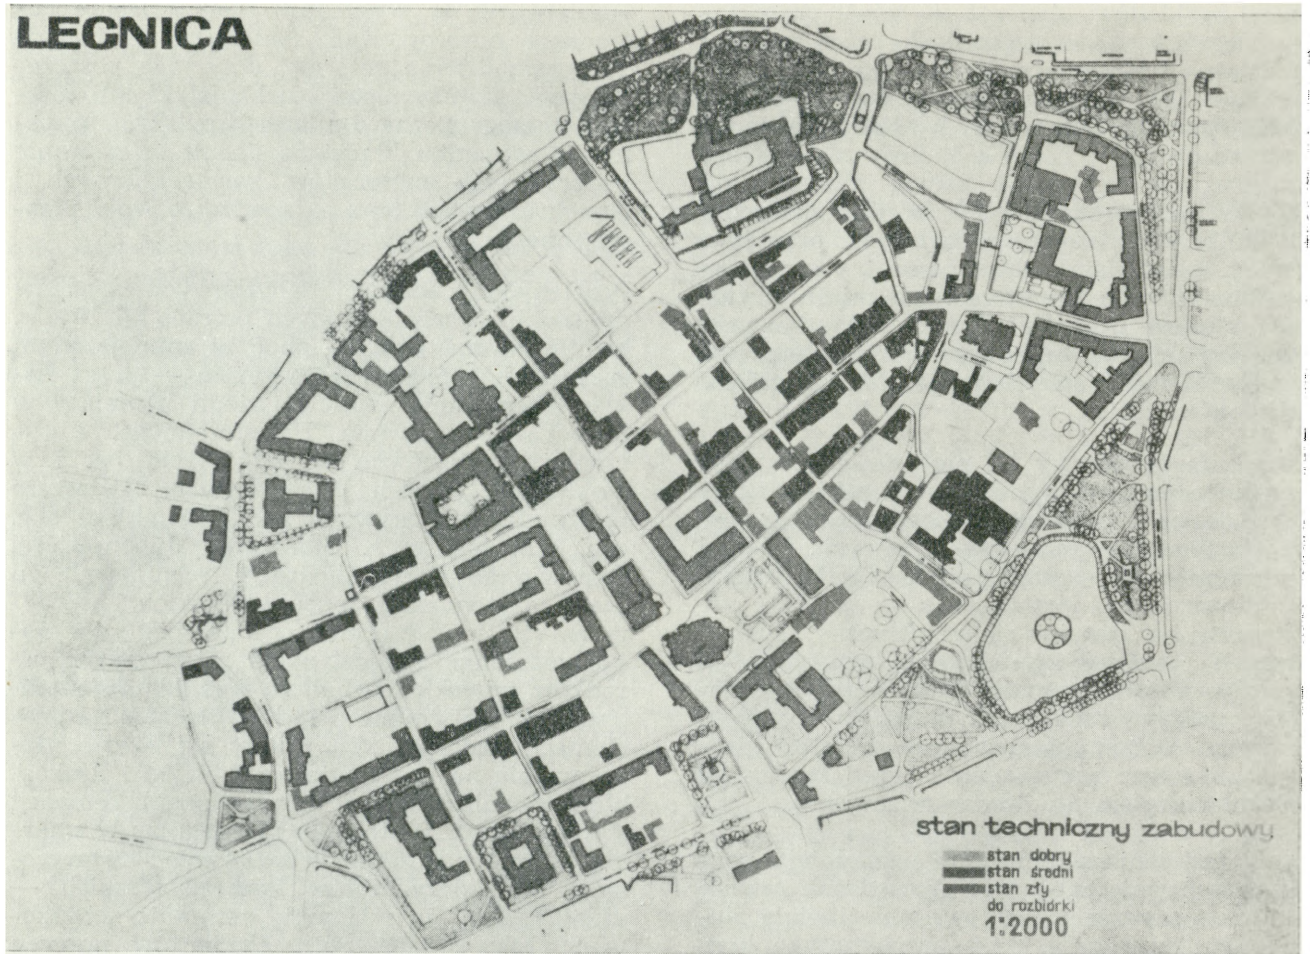 LEGNICA
stan techniczny zabudowy
stan dobry
stan średni
stan zły
do rozbiórki
1:2000